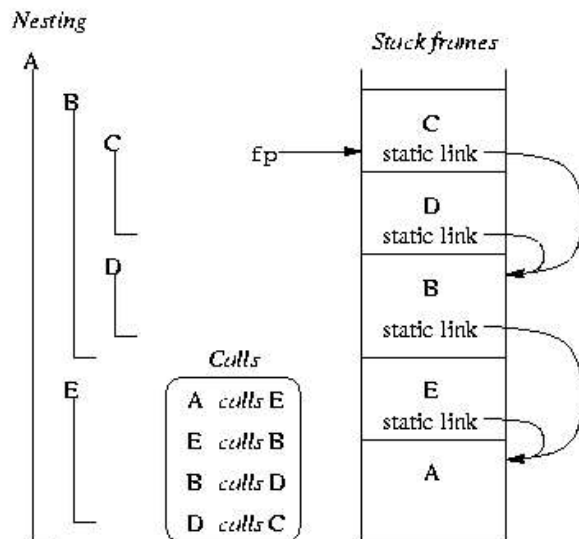 Nesting
A
B
C
D
E
Calls
A calls E
E calls B
B calls D
D calls C
Stack frames
fp
C
static link
D
static link
B
static link
E
static link
A